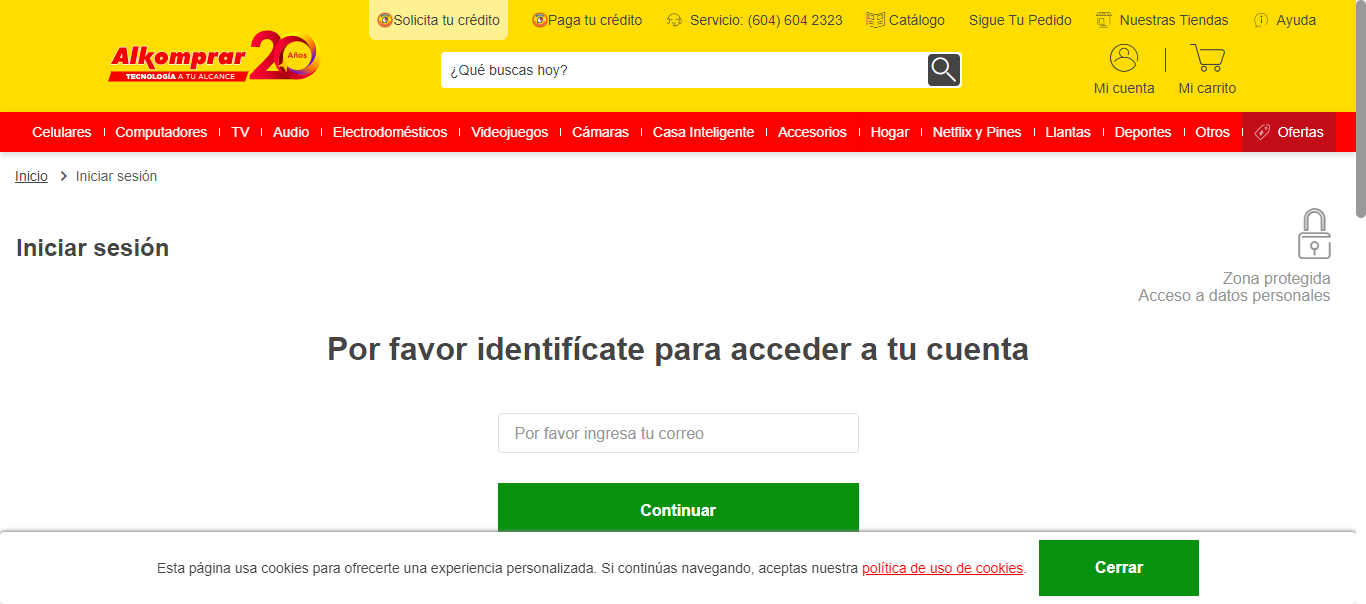 Solicita tu crédito
Paga tu crédito
Servicio: (604) 604 2323
Catálogo
Sigue Tu Pedido
Nuestras Tiendas
Ayuda
Alkomprar 20 Años
TECNOLOGÍA A TU ALCANCE
¿Qué buscas hoy?
Mi cuenta
Mi carrito
Celulares
Computadores
TV
Audio
Electrodomésticos
Videojuegos
Cámaras
Casa Inteligente
Accesorios
Hogar
Netflix y Pines
Llantas
Deportes
Otros
Ofertas
Inicio
Iniciar sesión
Iniciar sesión
Zona protegida
Acceso a datos personales
Por favor identifícate para acceder a tu cuenta
Por favor ingresa tu correo
Continuar
Esta página usa cookies para ofrecerte una experiencia personalizada. Si continúas navegando, aceptas nuestra política de uso de cookies.
Cerrar